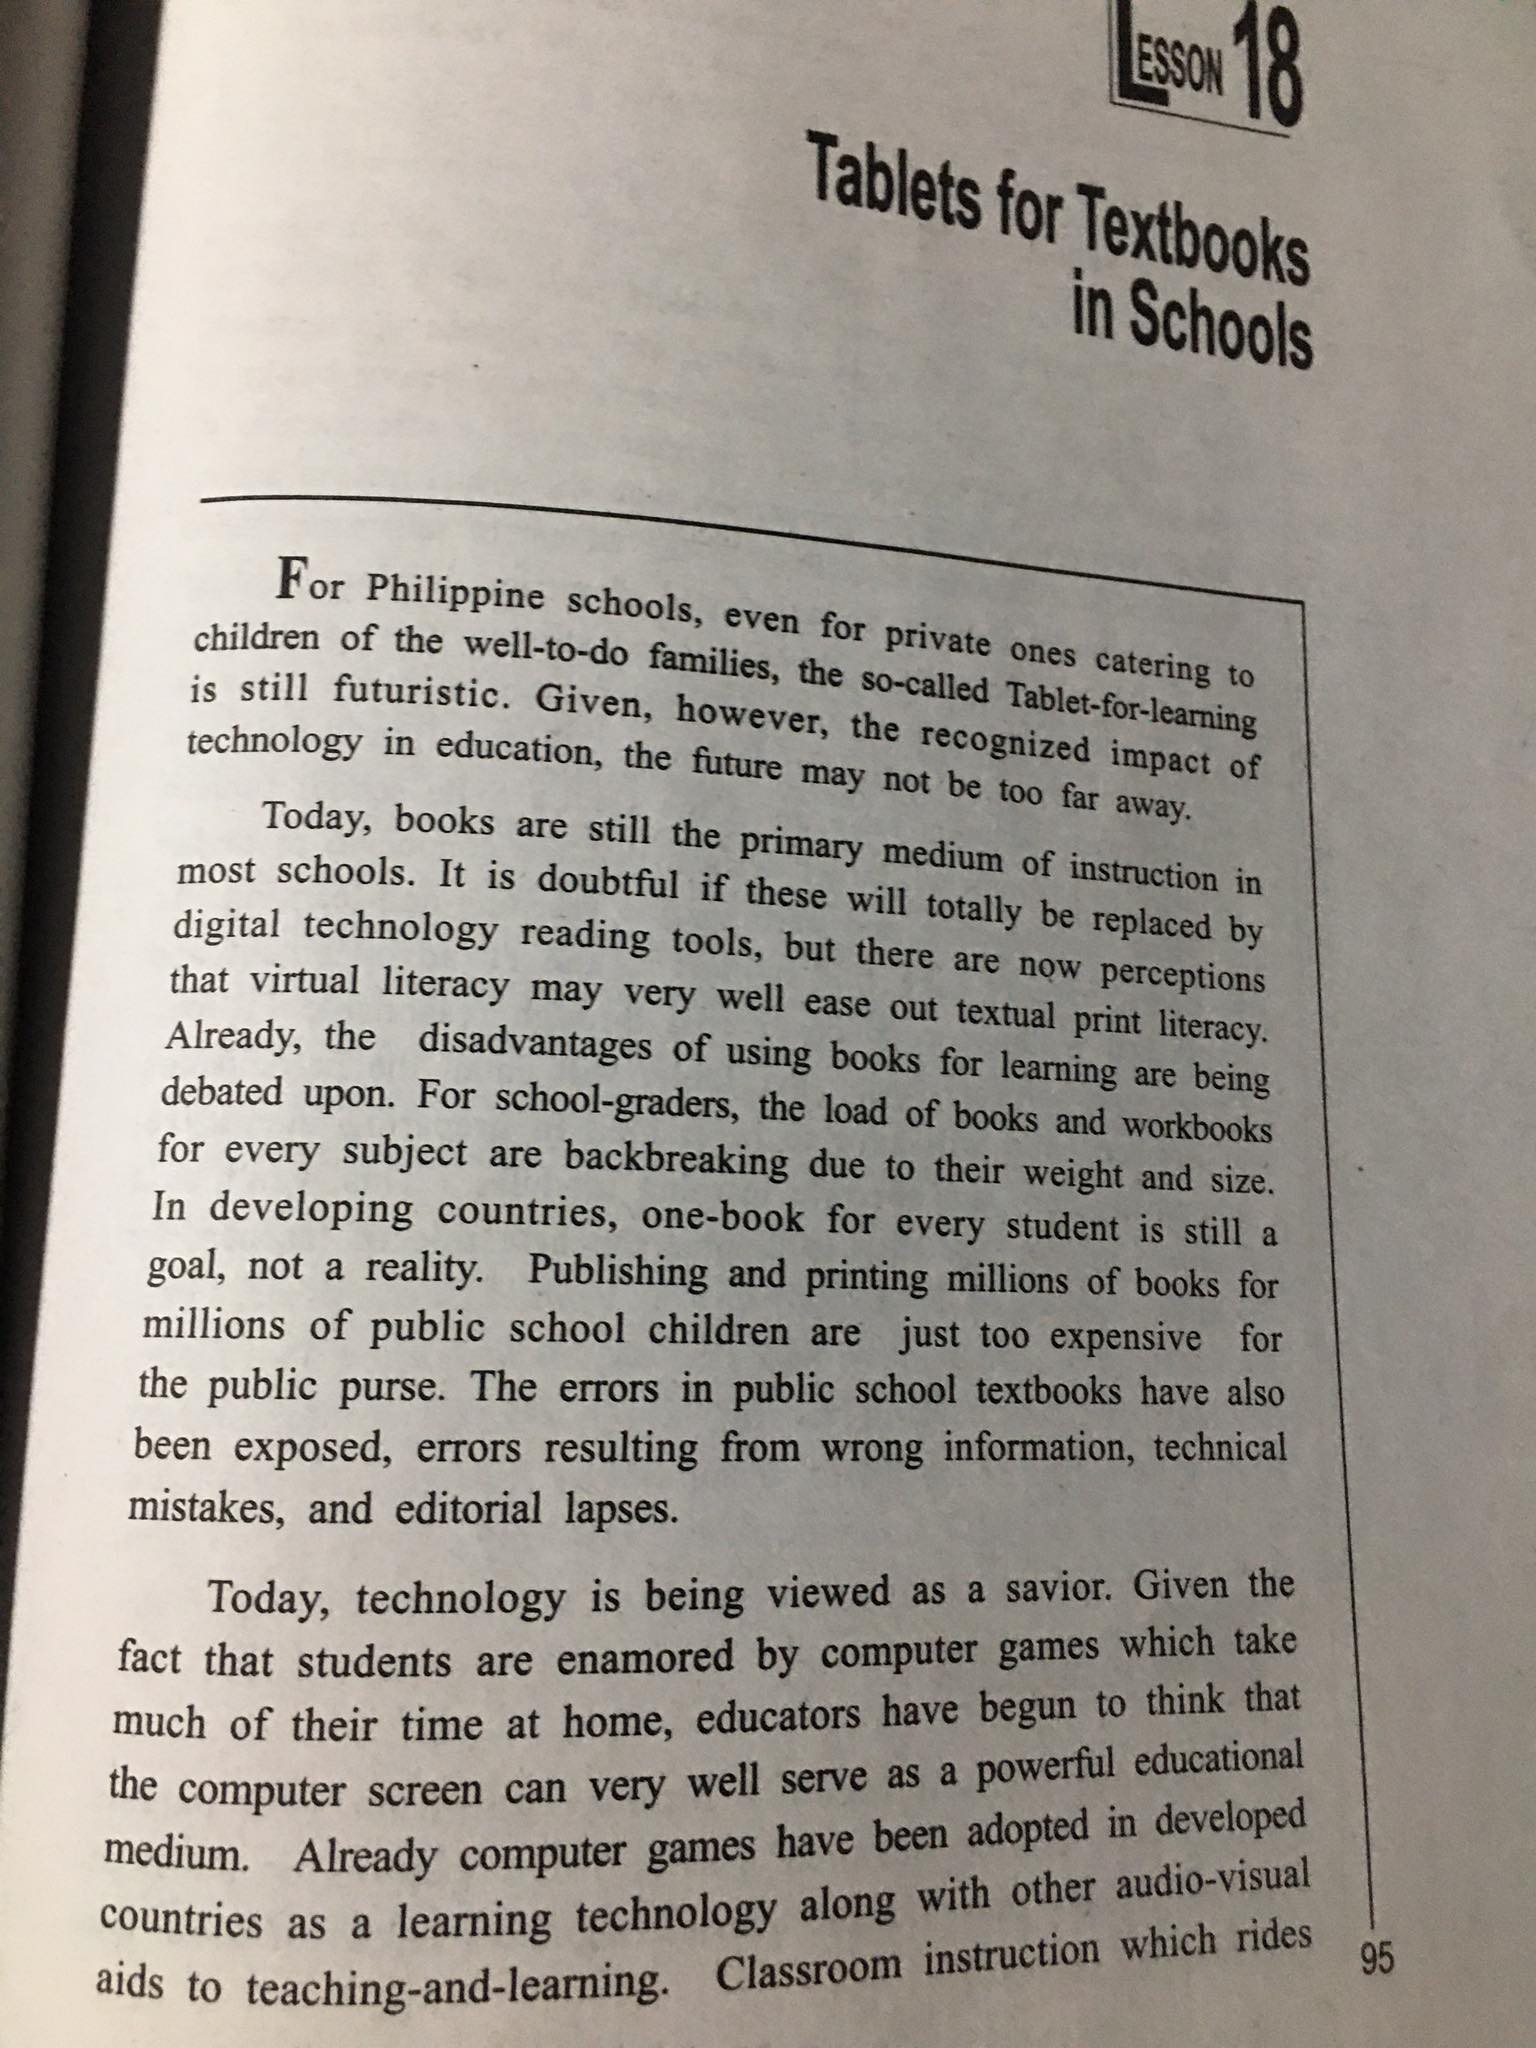 LESSON 18
Tablets for Textbooks
in Schools
For Philippine schools, even for private ones catering to
children of the well-to-do families, the so-called Tablet-for-learning
is still futuristic. Given, however, the recognized impact of
technology in education, the future may not be too far away.
Today, books are still the primary medium of instruction in
most schools. It is doubtful if these will totally be replaced by
digital technology reading tools, but there are now perceptions
that virtual literacy may very well ease out textual print literacy.
Already, the disadvantages of using books for learning are being
debated upon. For school-graders, the load of books and workbooks
for every subject are backbreaking due to their weight and size.
In developing countries, one-book for every student is still a
goal, not a reality. Publishing and printing millions of books for
millions of public school children are just too expensive for
the public purse. The errors in public school textbooks have also
been exposed, errors resulting from wrong information, technical
mistakes, and editorial lapses.
Today, technology is being viewed as a savior. Given the
fact that students are enamored by computer games which take
much of their time at home, educators have begun to think that
the computer screen can very well serve as a powerful educational
medium. Already computer games have been adopted in developed
countries as a learning technology along with other audio-visual
aids to teaching-and-learning. Classroom instruction which rides
95